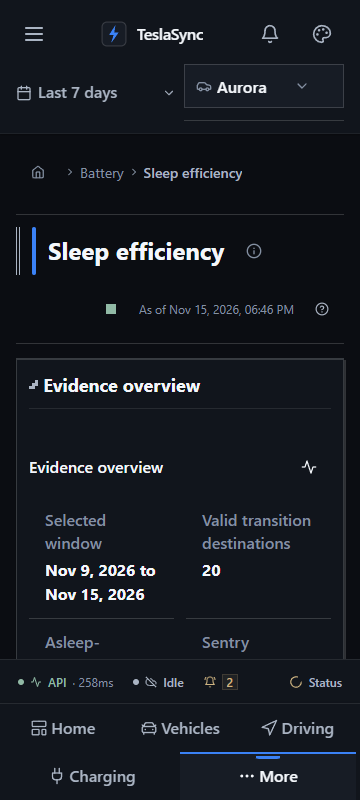 TeslaSync
Last 7 days
Aurora
Battery
Sleep efficiency
Sleep efficiency
As of Nov 15, 2026, 06:46 PM
Evidence overview
Evidence overview
Selected window
Nov 9, 2026 to Nov 15, 2026
Valid transition destinations
20
Asleep-
Sentry
API · 258ms
Idle
2
Status
Home
Vehicles
Driving
Charging
More